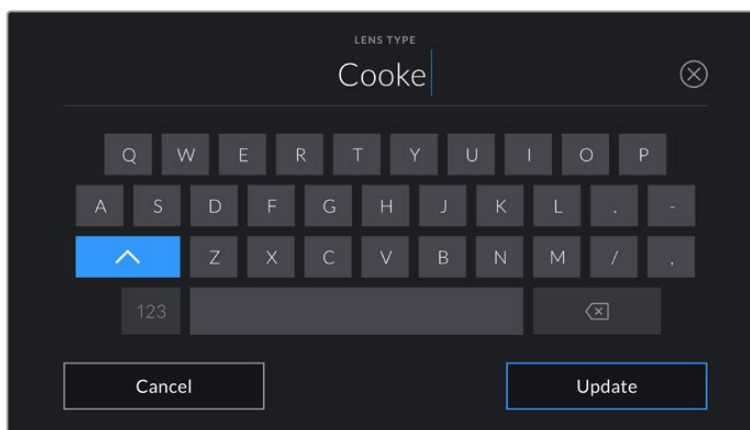 LENS TYPE
Cooke
Q W E R T Y U I O P
A S D F G H J K L . -
Z X C V B N M / ,
123
Cancel Update